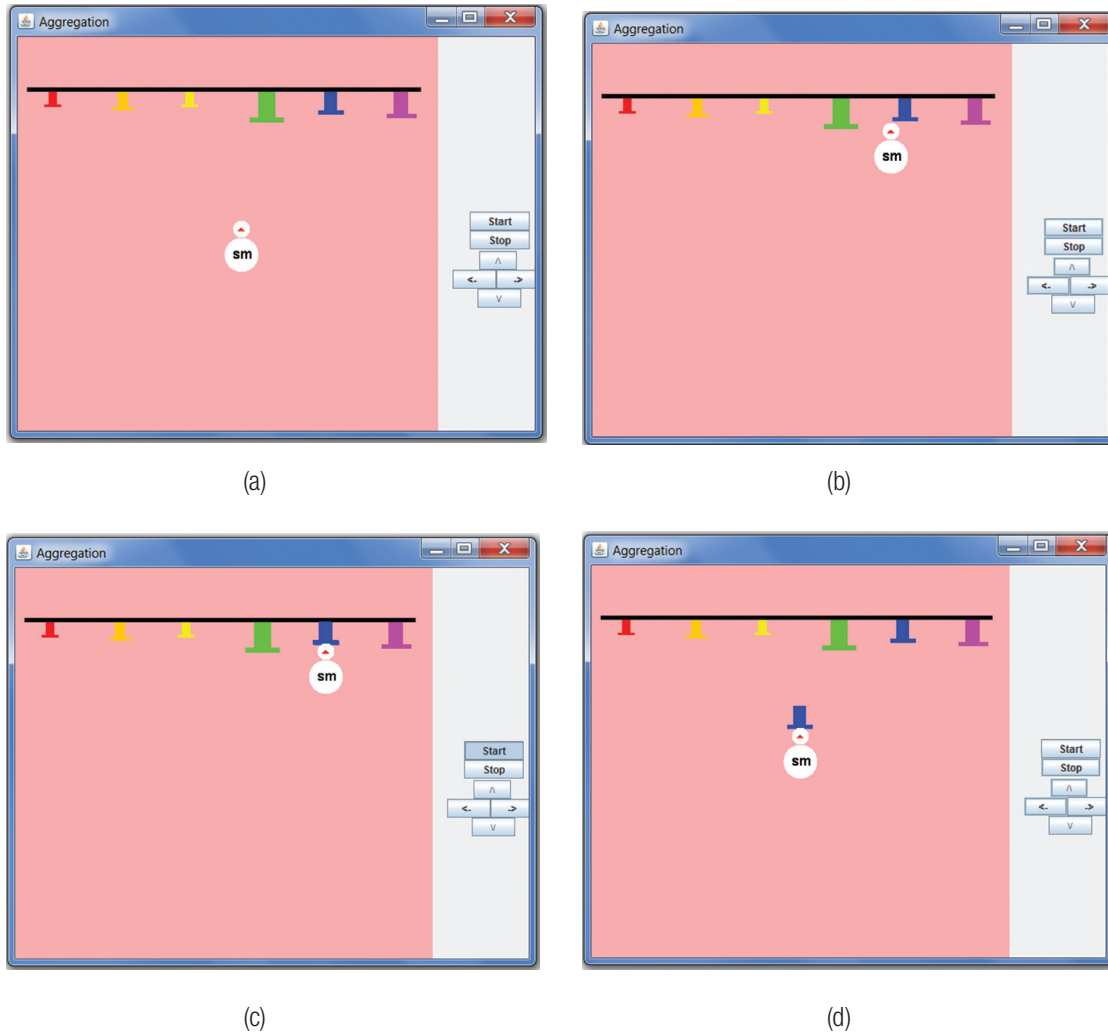 Aggregation
sm
Start
Stop
^
<- ->
v
(a)
Aggregation
sm
Start
Stop
^
<- ->
v
(b)
Aggregation
sm
Start
Stop
^
<- ->
v
(c)
Aggregation
sm
Start
Stop
^
<- ->
v
(d)